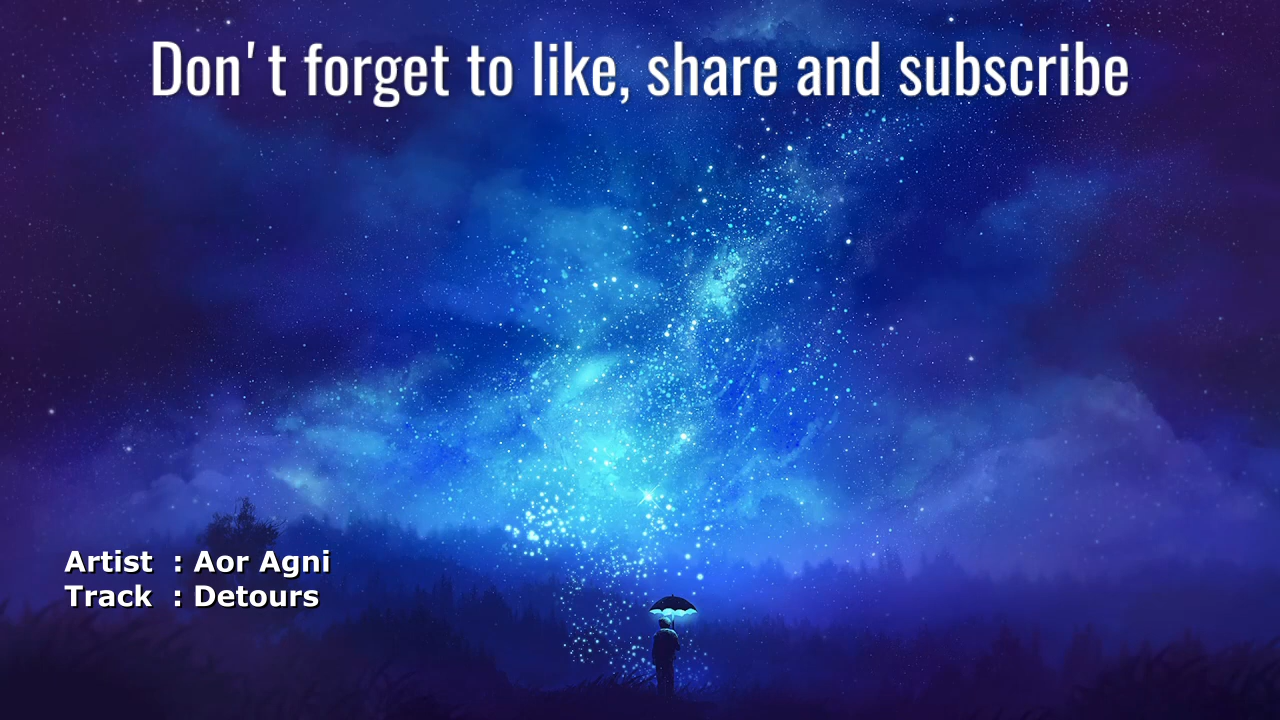 Don't forget to like, share and subscribe
Artist : Aor Agni
Track : Detours